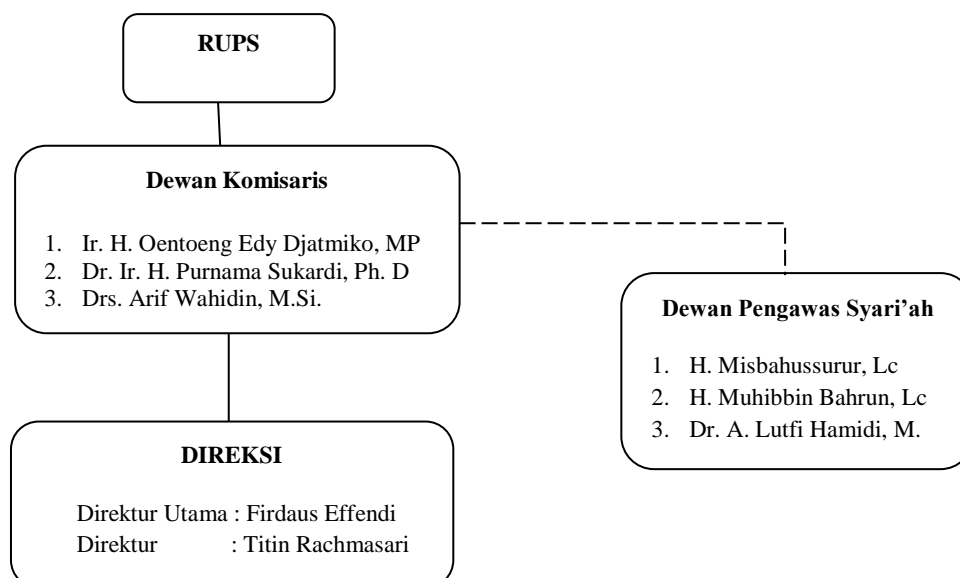 RUPS
Dewan Komisaris
1. Ir. H. Oentoeng Edy Djatmiko, MP
2. Dr. Ir. H. Purnama Sukardi, Ph. D
3. Drs. Arif Wahidin, M.Si.
Dewan Pengawas Syari’ah
1. H. Misbahussurur, Lc
2. H. Muhibbin Bahrun, Lc
3. Dr. A. Lutfi Hamidi, M.
DIREKSI
Direktur Utama : Firdaus Effendi
Direktur : Titin Rachmasari